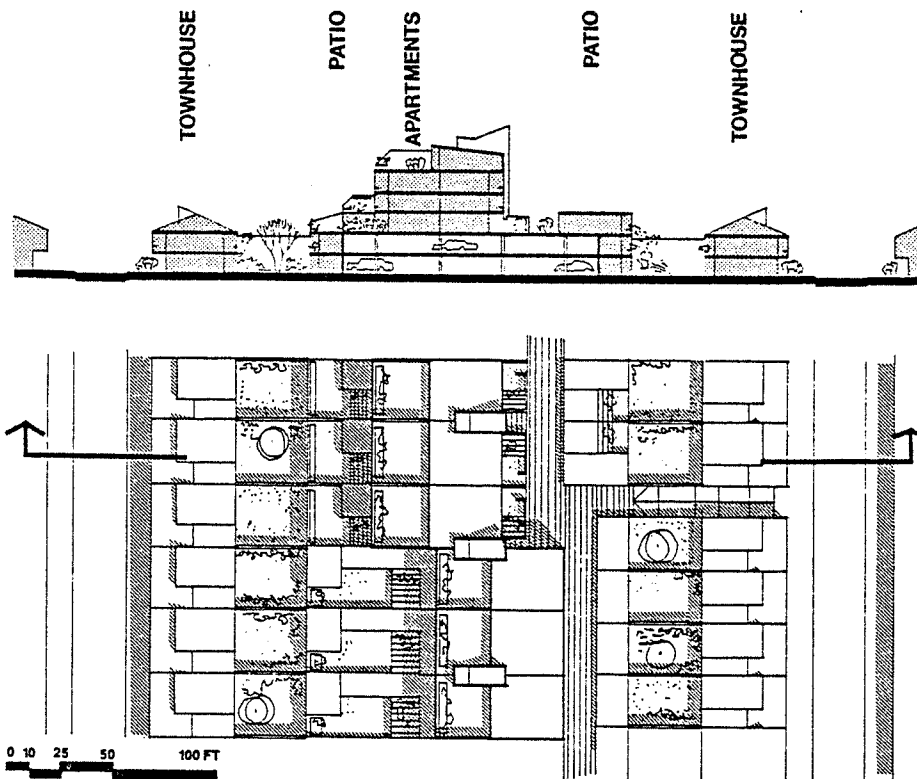 TOWNHOUSE
PATIO
APARTMENTS
PATIO
TOWNHOUSE
0 10 25 50 100 FT